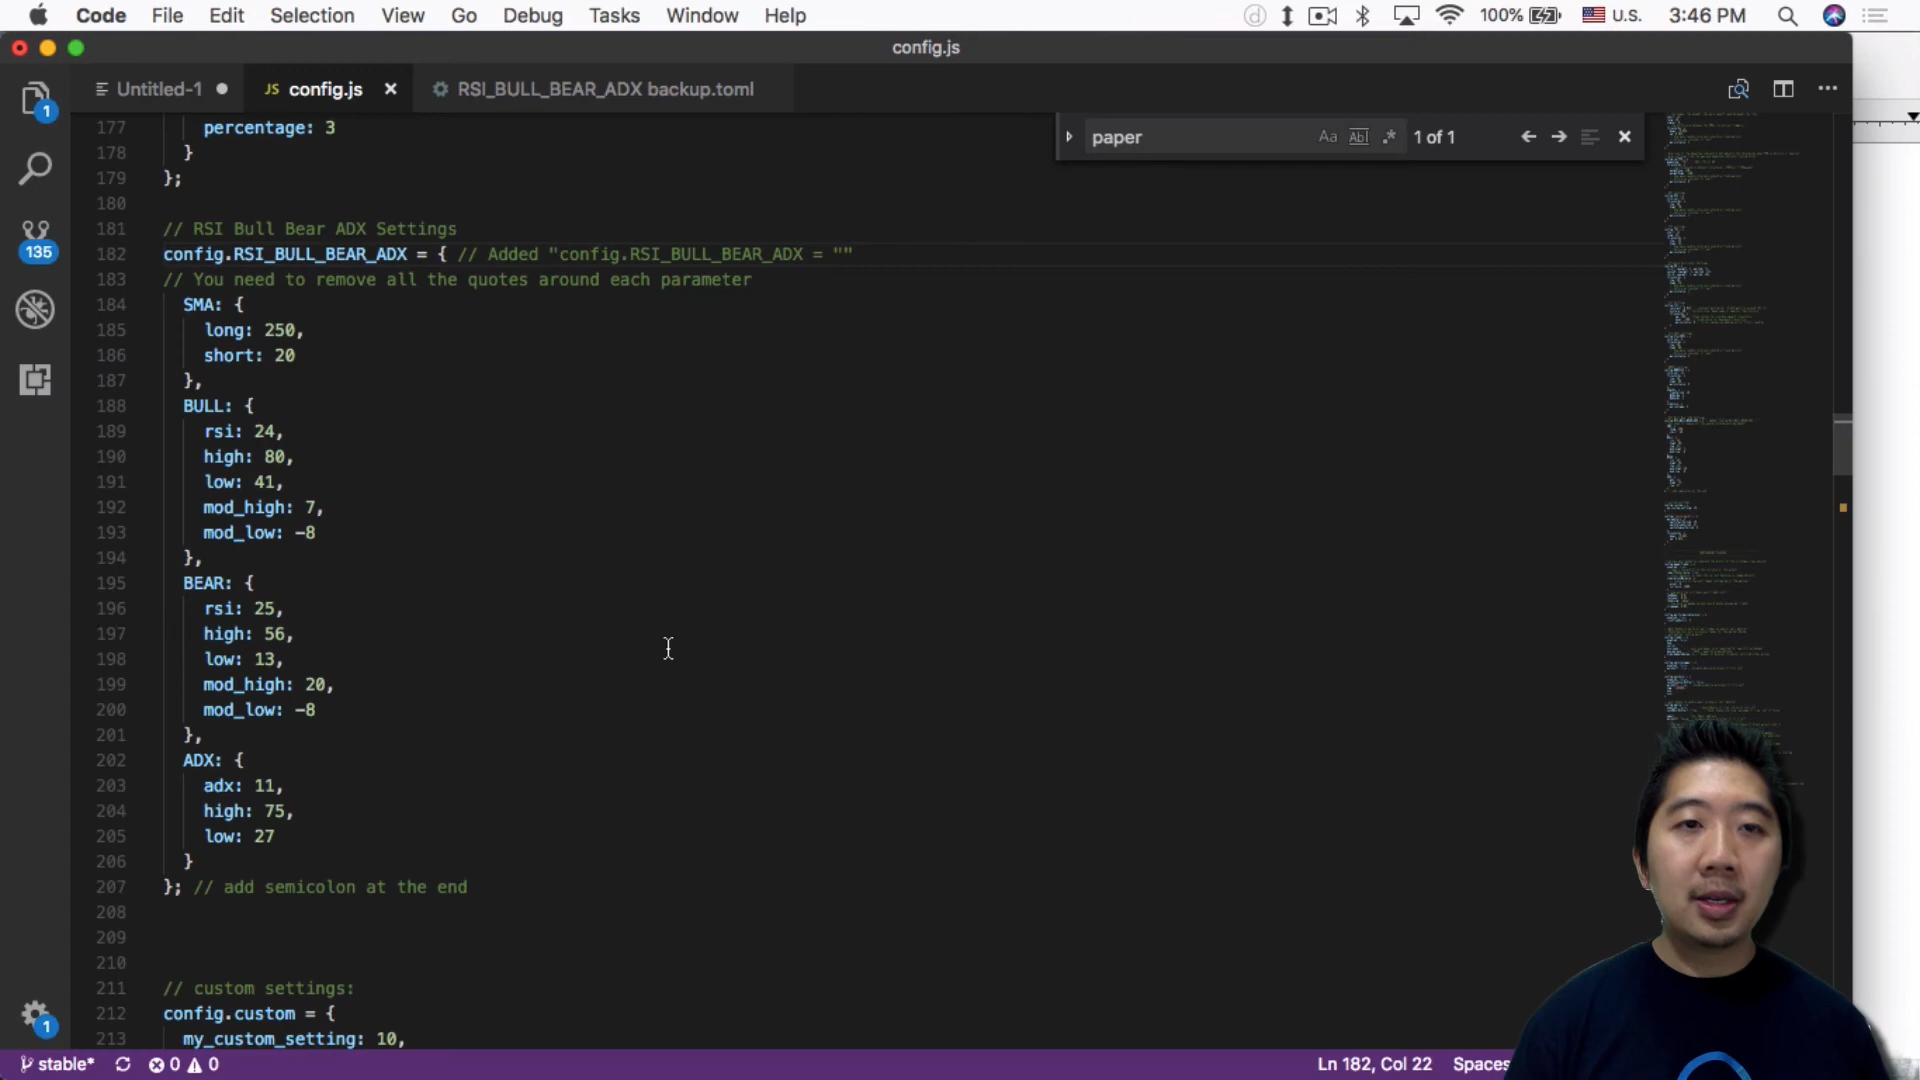 Code File Edit Selection View Go Debug Tasks Window Help 100% U.S. 3:46 PM
config.js
Untitled-1 JS config.js RSI_BULL_BEAR_ADX backup.toml
1
paper Aa Abl .* 1 of 1
135
177 percentage: 3
178 }
179 };
180
181 // RSI Bull Bear ADX Settings
182 config.RSI_BULL_BEAR_ADX = { // Added "config.RSI_BULL_BEAR_ADX = ""
183 // You need to remove all the quotes around each parameter
184 SMA: {
185 long: 250,
186 short: 20
187 },
188 BULL: {
189 rsi: 24,
190 high: 80,
191 low: 41,
192 mod_high: 7,
193 mod_low: -8
194 },
195 BEAR: {
196 rsi: 25,
197 high: 56,
198 low: 13,
199 mod_high: 20,
200 mod_low: -8
201 },
202 ADX: {
203 adx: 11,
204 high: 75,
205 low: 27
206 }
207 }; // add semicolon at the end
208
209
210
211 // custom settings:
212 config.custom = {
213 my_custom_setting: 10,
1
stable* 0 0 Ln 182, Col 22 Spaces